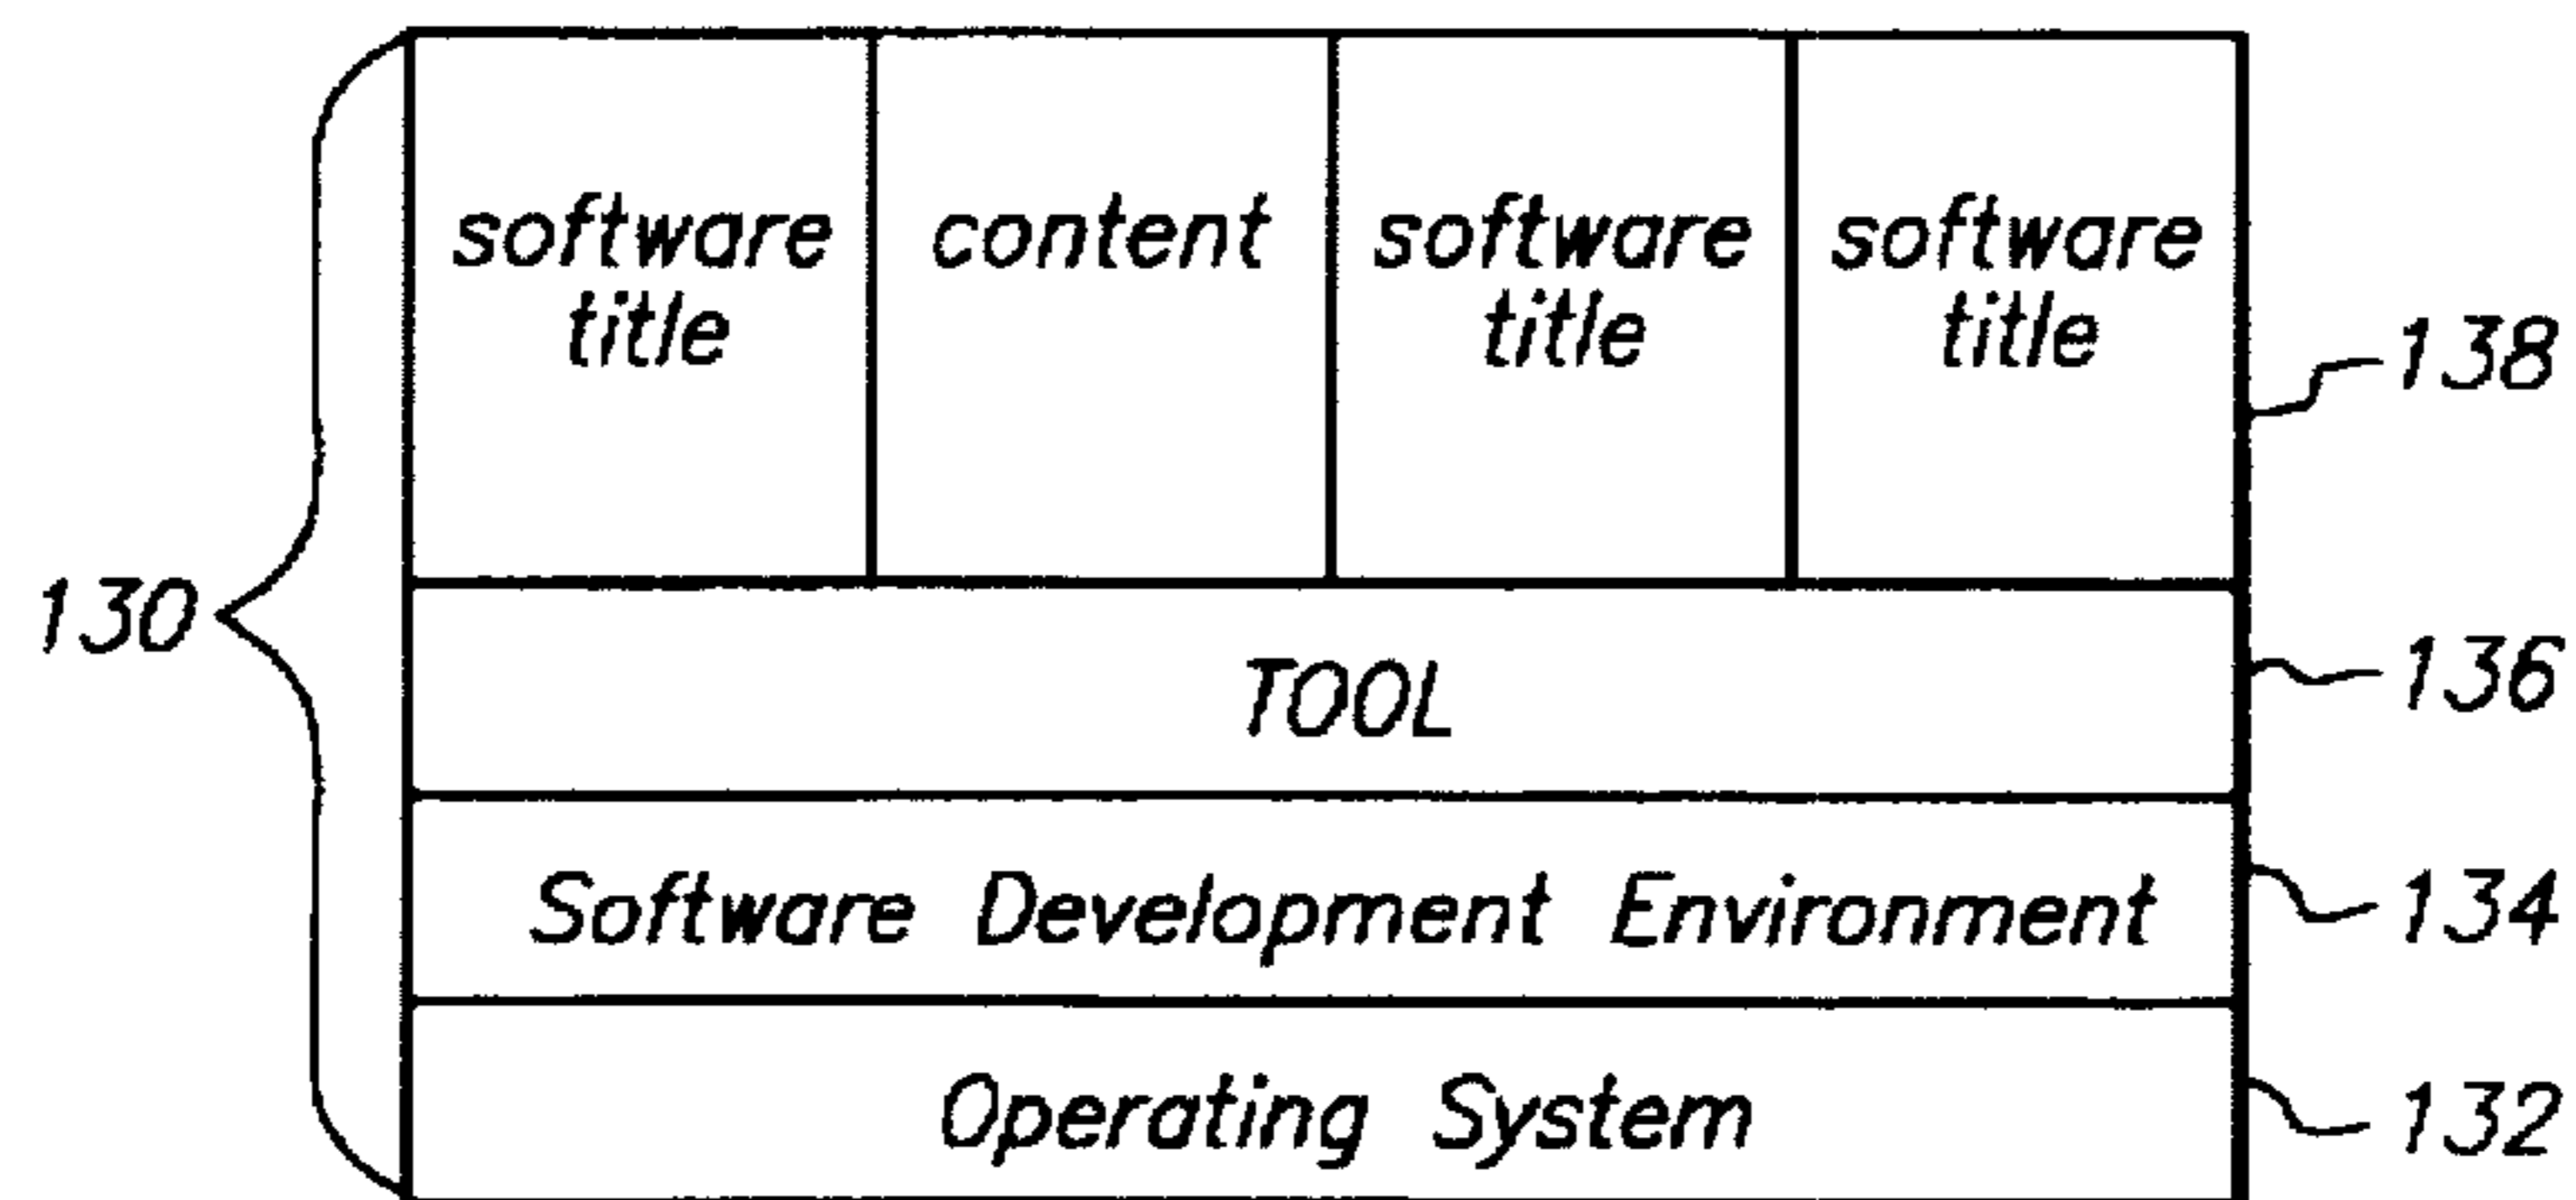 software
title
content
software
title
software
title
138
130
TOOL
136
Software Development Environment
134
Operating System
132